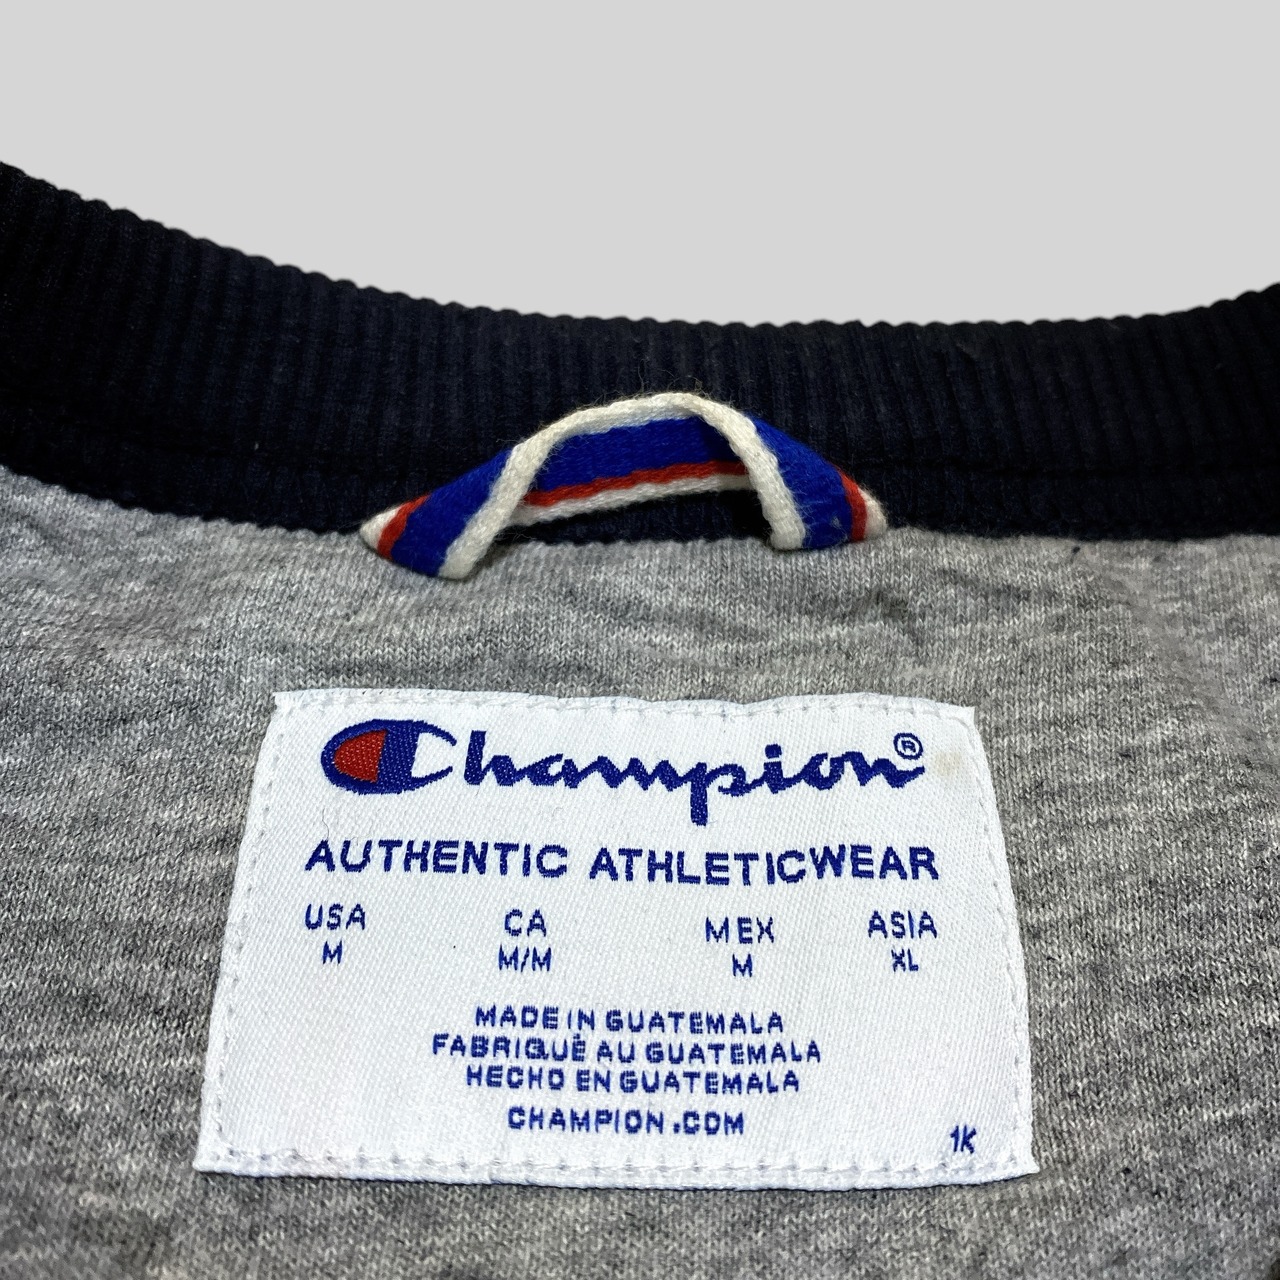 Champion®
AUTHENTIC ATHLETICWEAR
USA CA MEX ASIA
M M/M M XL
MADE IN GUATEMALA
FABRIQUÉ AU GUATEMALA
HECHO EN GUATEMALA
CHAMPION.COM
1K